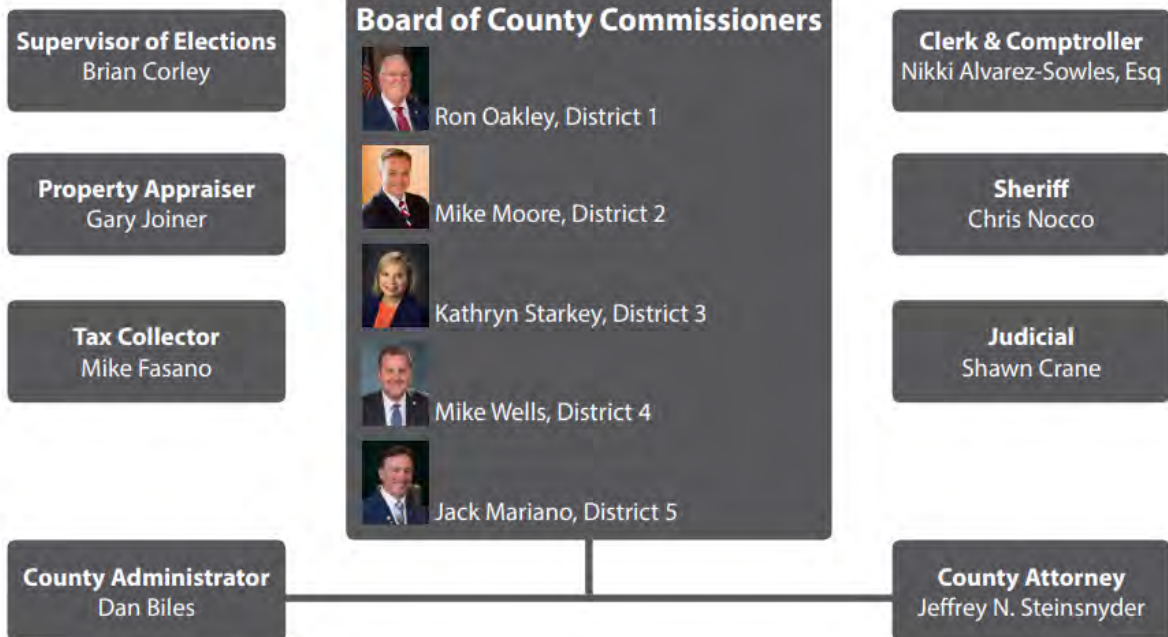 Board of County Commissioners
Ron Oakley, District 1
Mike Moore, District 2
Kathryn Starkey, District 3
Mike Wells, District 4
Jack Mariano, District 5
Supervisor of Elections
Brian Corley
Property Appraiser
Gary Joiner
Tax Collector
Mike Fasano
Clerk & Comptroller
Nikki Alvarez-Sowles, Esq
Sheriff
Chris Nocco
Judicial
Shawn Crane
County Administrator
Dan Biles
County Attorney
Jeffrey N. Steinsnyder